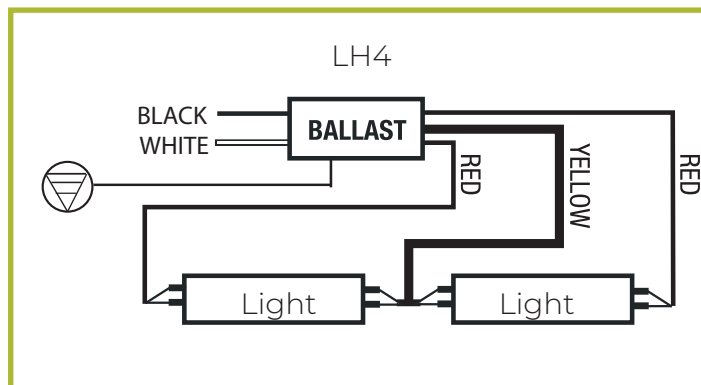 LH4
BLACK
WHITE
BALLAST
RED
YELLOW
RED
Light
Light